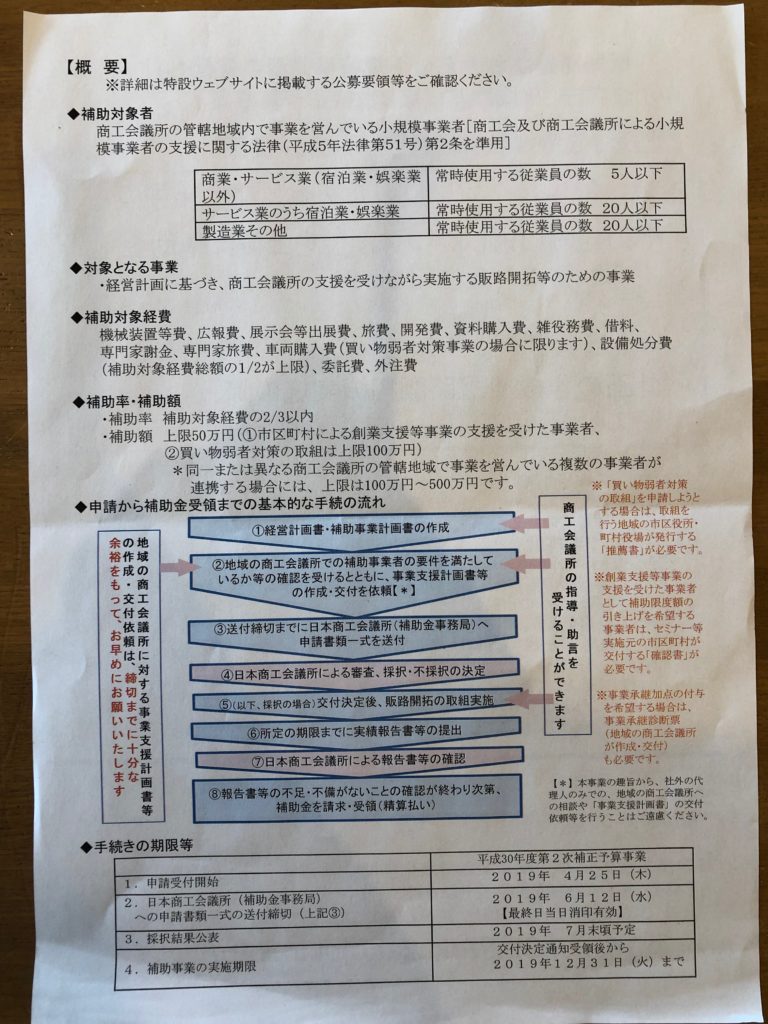 【概 要】
※詳細は特設ウェブサイトに掲載する公募要領等をご確認ください。
◆補助対象者
商工会議所の管轄地域内で事業を営んでいる小規模事業者[商工会及び商工会議所による小規
模事業者の支援に関する法律(平成5年法律第51号)第2条を準用]
商業・サービス業(宿泊業・娯楽業
以外) 常時使用する従業員の数 5人以下
サービス業のうち宿泊業・娯楽業 常時使用する従業員の数 20人以下
製造業その他 常時使用する従業員の数 20人以下
◆対象となる事業
・経営計画に基づき、商工会議所の支援を受けながら実施する販路開拓等のための事業
◆補助対象経費
機械装置等費、広報費、展示会等出展費、旅費、開発費、資料購入費、雑役務費、借料、
専門家謝金、専門家旅費、車両購入費(買い物弱者対策事業の場合に限ります)、設備処分費
(補助対象経費総額の1/2が上限)、委託費、外注費
◆補助率・補助額
・補助率 補助対象経費の2/3以内
・補助額 上限50万円(①市区町村による創業支援等事業の支援を受けた事業者、
②買い物弱者対策の取組は上限100万円)
＊同一または異なる商工会議所の管轄地域で事業を営んでいる複数の事業者が
連携する場合には、上限は100万円～500万円です。
◆申請から補助金受領までの基本的な手続の流れ
地域の商工会議所に対する事業支援計画書等
の作成・交付依頼は、締切までに十分な
余裕をもって、お早めにお願いいたします
①経営計画書・補助事業計画書の作成
②地域の商工会議所での補助事業者の要件を満たして
いるか等の確認を受けるとともに、事業支援計画書等
の作成・交付を依頼【＊】
③送付締切までに日本商工会議所(補助金事務局)へ
申請書類一式を送付
④日本商工会議所による審査、採択・不採択の決定
⑤(以下、採択の場合)交付決定後、販路開拓の取組実施
⑥所定の期限までに実績報告書等の提出
⑦日本商工会議所による報告書等の確認
⑧報告書等の不足・不備がないことの確認が終わり次第、
補助金を請求・受領(精算払い)
商工会議所の指導・助言を
受けることができます
※「買い物弱者対策
の取組」を申請しようと
する場合は、取組を
行う地域の市区役所・
町村役場が発行する
「推薦書」が必要です。
※創業支援等事業の
支援を受けた事業者
として補助限度額の
引き上げを希望する
事業者は、セミナー等
実施元の市区町村が
交付する「確認書」が
必要です。
※事業承継加点の付与
を希望する場合は、
事業承継診断票
(地域の商工会議所
が作成・交付)
も必要です。
【＊】本事業の趣旨から、社外の代
理人のみでの、地域の商工会議所へ
の相談や「事業支援計画書」の交付
依頼等を行うことはご遠慮ください。
◆手続きの期限等
平成30年度第2次補正予算事業
1．申請受付開始 2019年 4月25日(木)
2．日本商工会議所(補助金事務局)
への申請書類一式の送付締切(上記③) 2019年 6月12日(水)
【最終日当日消印有効】
3．採択結果公表 2019年 7月末頃予定
4．補助事業の実施期限 交付決定通知受領後から
2019年12月31日(火)まで